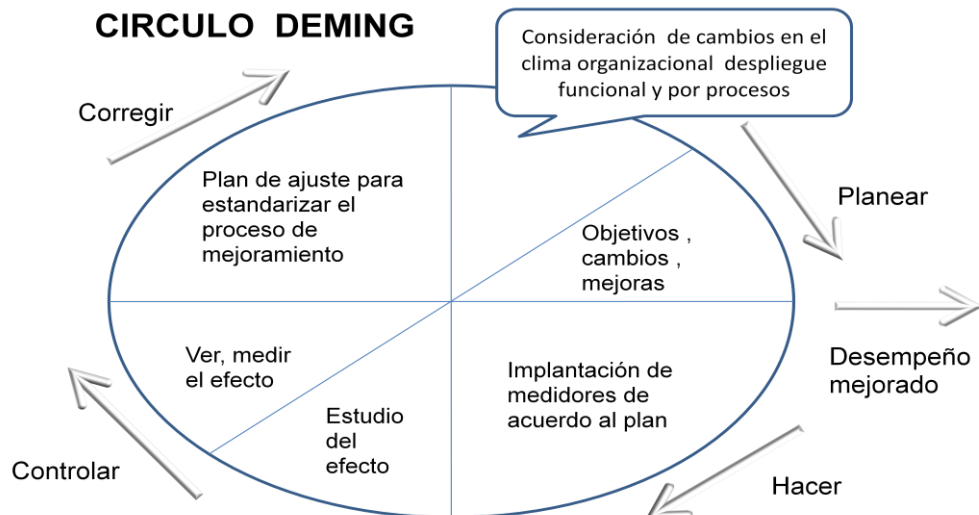 CIRCULO DEMING
Consideración de cambios en el
clima organizacional despliegue
funcional y por procesos
Corregir
Plan de ajuste para
estandarizar el
proceso de
mejoramiento
Planear
Objetivos ,
cambios ,
mejoras
Desempeño
mejorado
Ver, medir
el efecto
Implantación de
medidores de
acuerdo al plan
Estudio
del
efecto
Controlar
Hacer